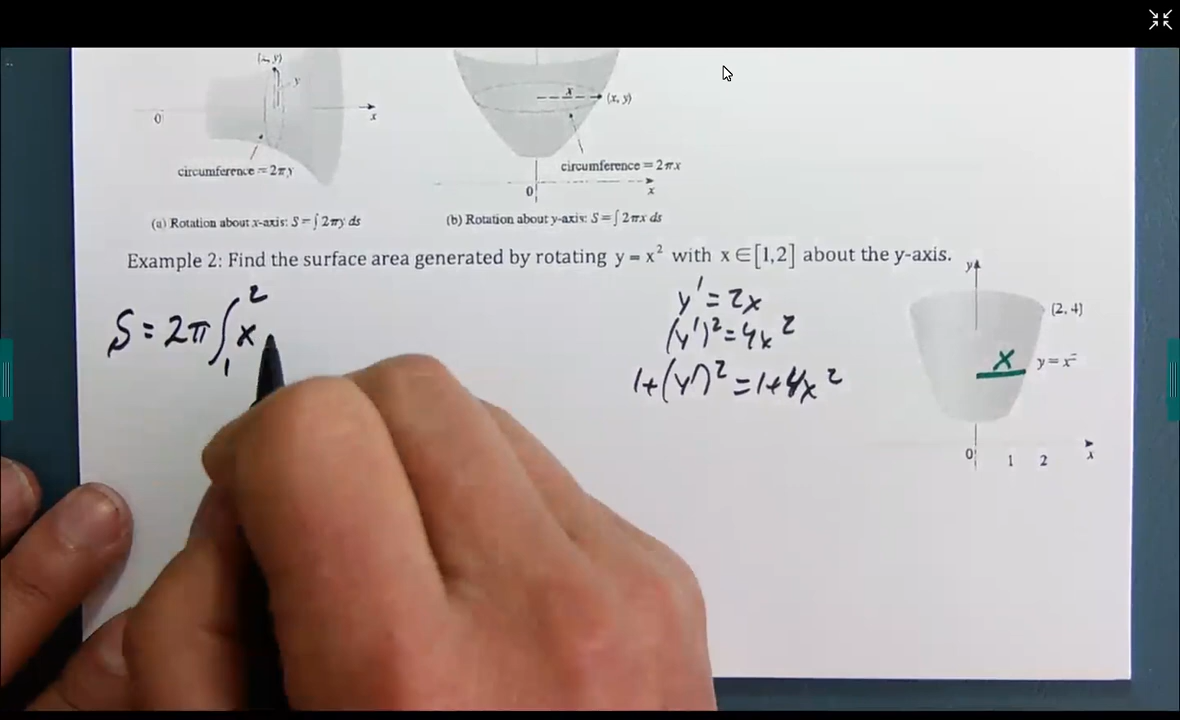 (x, y)
y
0
x
circumference = 2πy
(a) Rotation about x-axis: S = ∫ 2πy ds
x
(x, y)
circumference = 2πx
0
x
(b) Rotation about y-axis: S = ∫ 2πx ds
Example 2: Find the surface area generated by rotating y = x² with x ∈ [1,2] about the y-axis.
S = 2π ∫₁² x
y' = 2x
(y')² = 4x²
1+(y')² = 1+4x²
y
(2, 4)
x
y = x²
0
1 2
x